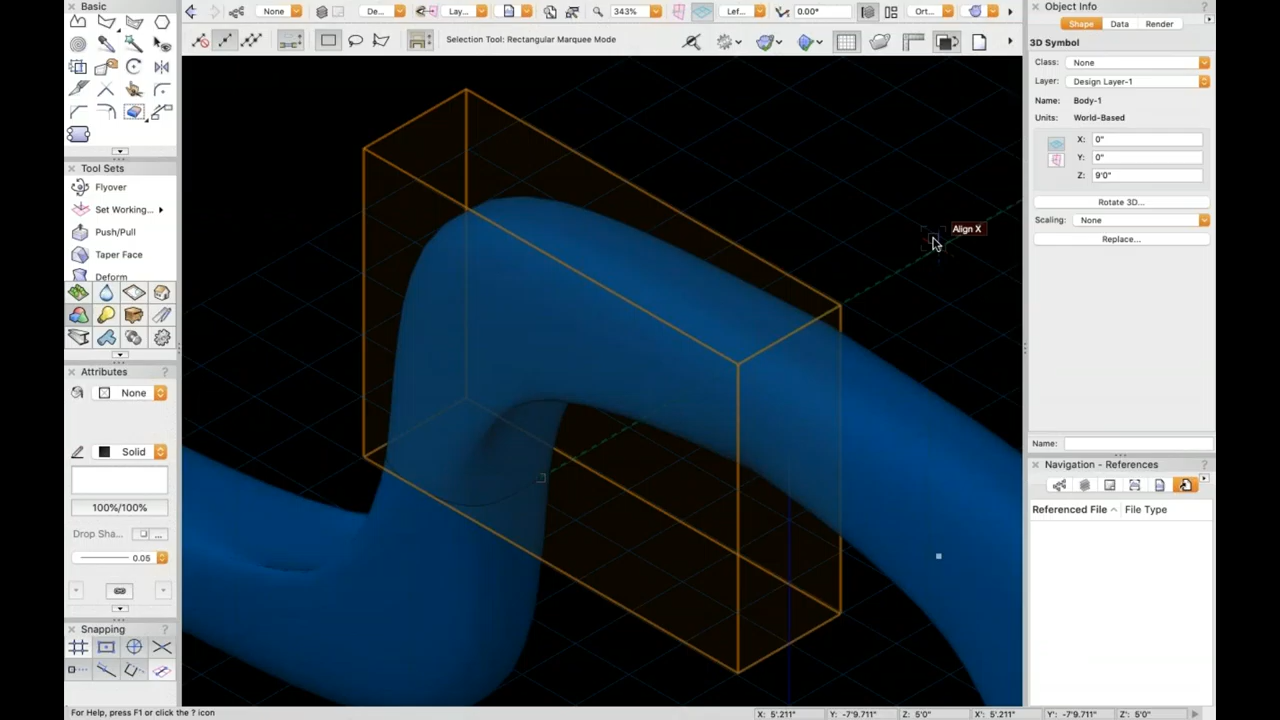 Basic
None
De...
Lay...
343%
Lef...
0.00°
Ort...
Selection Tool: Rectangular Marquee Mode
Tool Sets
Flyover
Set Working...
Push/Pull
Taper Face
Deform
Attributes
None
Solid
100%/100%
Drop Sha...
...
0.05
Snapping
For Help, press F1 or click the ? icon
Align X
Object Info
Shape
Data
Render
3D Symbol
Class: None
Layer: Design Layer-1
Name: Body-1
Units: World-Based
X: 0"
Y: 0"
Z: 9'0"
Rotate 3D...
Scaling: None
Replace...
Name:
Navigation - References
Referenced File
File Type
X: 5'.211" Y: -7'9.711" Z: 5'0" X': 5'.211" Y': -7'9.711" Z': 5'0"